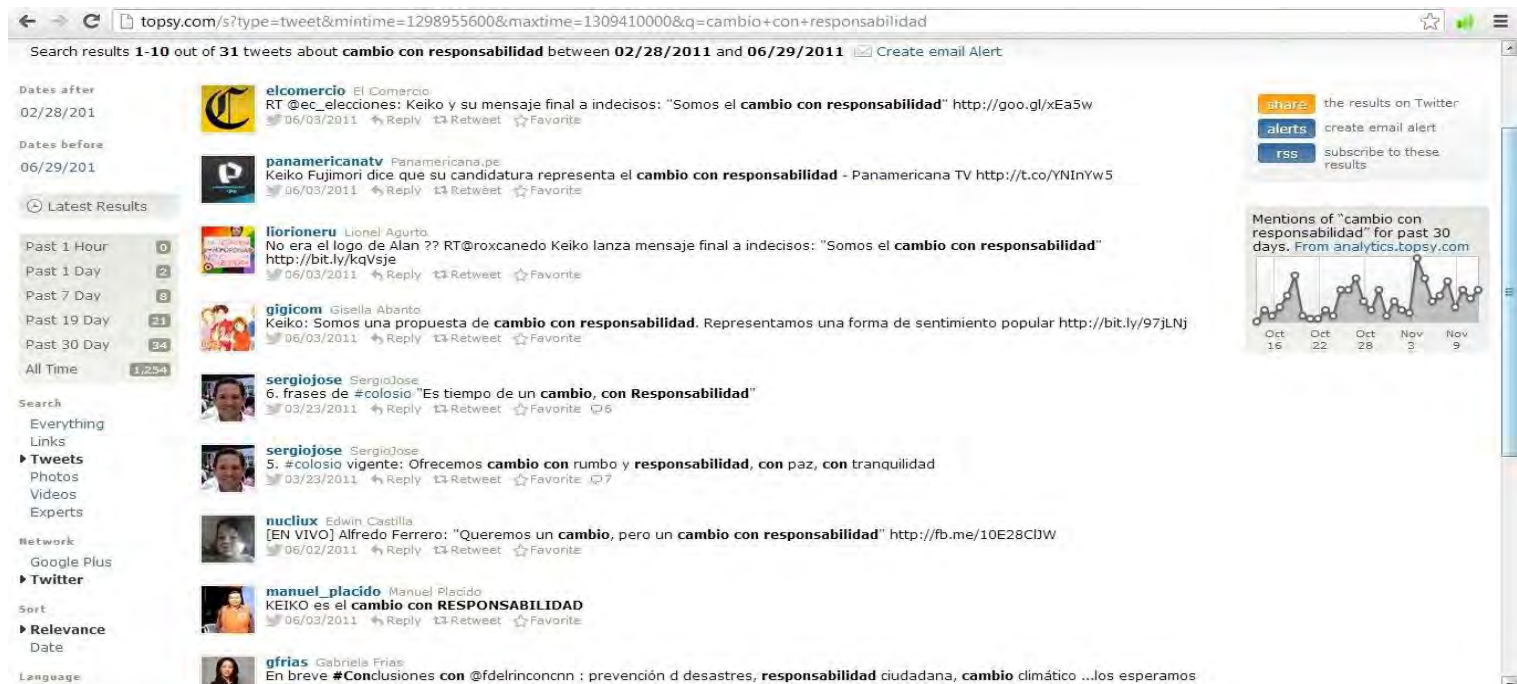 topsy.com/s?type=tweet&mintime=1298955600&maxtime=1309410000&q=cambio+con+responsabilidad
Search results 1-10 out of 31 tweets about cambio con responsabilidad between 02/28/2011 and 06/29/2011 Create email Alert
Dates after
02/28/201
Dates before
06/29/201
Latest Results
Past 1 Hour 0
Past 1 Day 2
Past 7 Day 8
Past 19 Day 21
Past 30 Day 34
All Time 1,254
Search
Everything
Links
Tweets
Photos
Videos
Experts
Network
Google Plus
Twitter
Sort
Relevance
Date
Language
elcomercio El Comercio
RT @ec_elecciones: Keiko y su mensaje final a indecisos: "Somos el cambio con responsabilidad" http://goo.gl/xEa5w
06/03/2011 Reply Retweet Favorite
panamericanatv Panamericana.pe
Keiko Fujimori dice que su candidatura representa el cambio con responsabilidad - Panamericana TV http://t.co/YNInYw5
06/03/2011 Reply Retweet Favorite
liorioneru Lionel Agurto
No era el logo de Alan ?? RT@roxcanedo Keiko lanza mensaje final a indecisos: "Somos el cambio con responsabilidad"
http://bit.ly/kqVsje
06/03/2011 Reply Retweet Favorite
gigicom Gisella Abanto
Keiko: Somos una propuesta de cambio con responsabilidad. Representamos una forma de sentimiento popular http://bit.ly/97jLNj
06/03/2011 Reply Retweet Favorite
sergiojose SergioJose
6. frases de #colosio "Es tiempo de un cambio, con Responsabilidad"
03/23/2011 Reply Retweet Favorite 6
sergiojose SergioJose
5. #colosio vigente: Ofrecemos cambio con rumbo y responsabilidad, con paz, con tranquilidad
03/23/2011 Reply Retweet Favorite 7
nucliux Edwin Castilla
[EN VIVO] Alfredo Ferrero: "Queremos un cambio, pero un cambio con responsabilidad" http://fb.me/10E28ClJW
06/02/2011 Reply Retweet Favorite
manuel_placido Manuel Placido
KEIKO es el cambio con RESPONSABILIDAD
06/03/2011 Reply Retweet Favorite
gfrias Gabriela Frias
En breve #Conclusiones con @fdelrinconcnn : prevención d desastres, responsabilidad ciudadana, cambio climático ...los esperamos
share the results on Twitter
alerts create email alert
rss subscribe to these
results
Mentions of "cambio con
responsabilidad" for past 30
days. From analytics.topsy.com
Oct Oct Oct Nov Nov
16 22 28 3 9